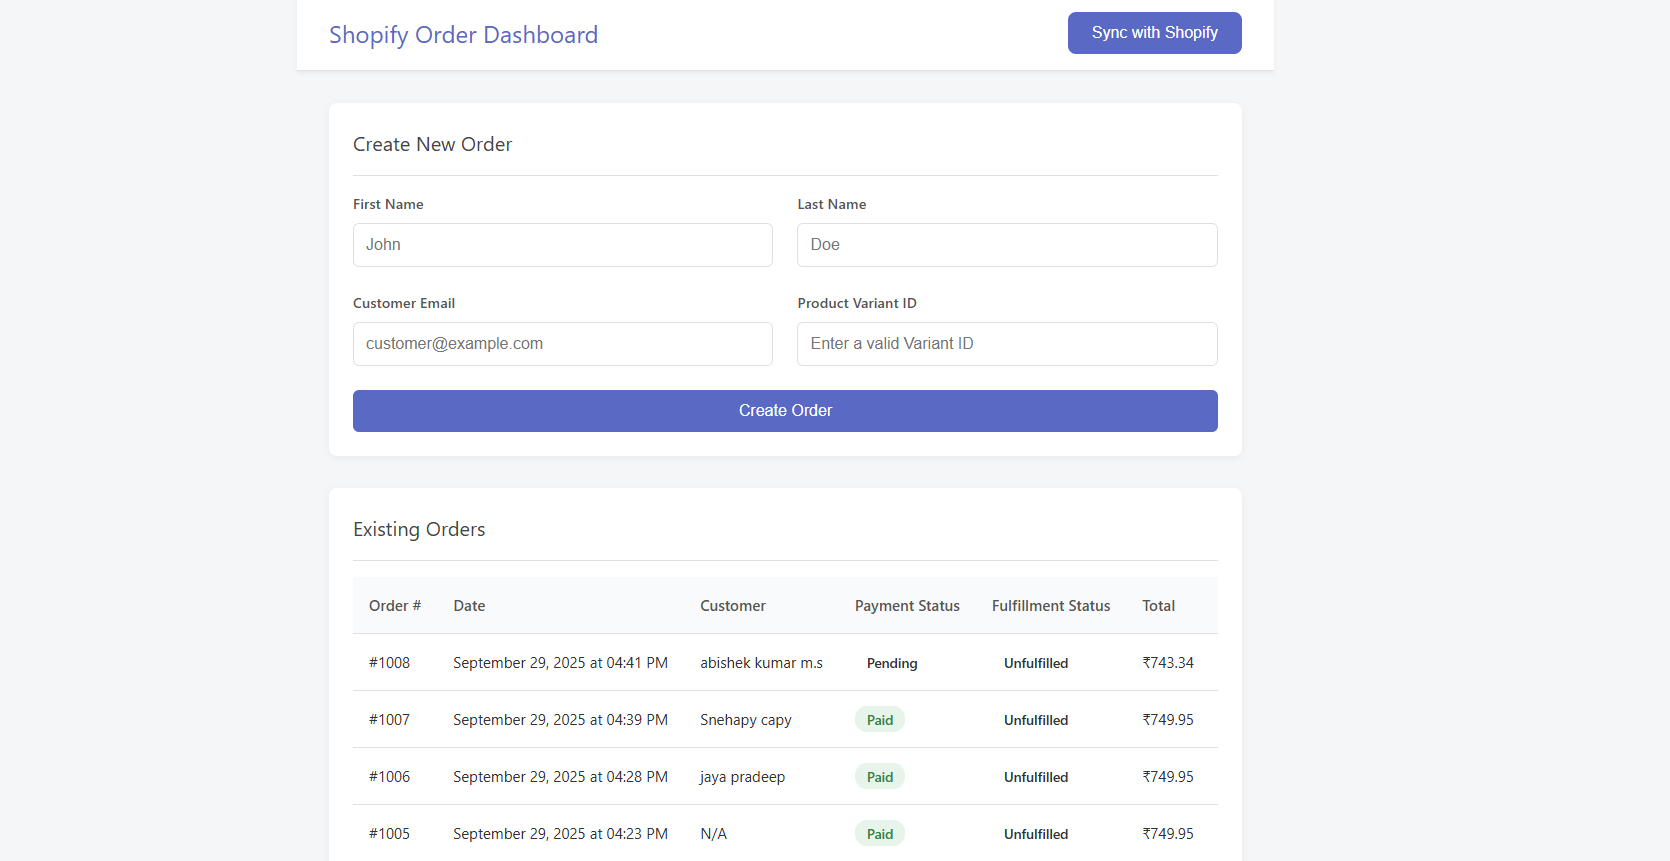 Shopify Order Dashboard
Sync with Shopify
Create New Order
First Name
Last Name
John
Doe
Customer Email
Product Variant ID
customer@example.com
Enter a valid Variant ID
Create Order
Existing Orders
Order # Date Customer Payment Status Fulfillment Status Total
#1008 September 29, 2025 at 04:41 PM abishek kumar m.s Pending Unfulfilled ₹743.34
#1007 September 29, 2025 at 04:39 PM Snehapy capy Paid Unfulfilled ₹749.95
#1006 September 29, 2025 at 04:28 PM jaya pradeep Paid Unfulfilled ₹749.95
#1005 September 29, 2025 at 04:23 PM N/A Paid Unfulfilled ₹749.95